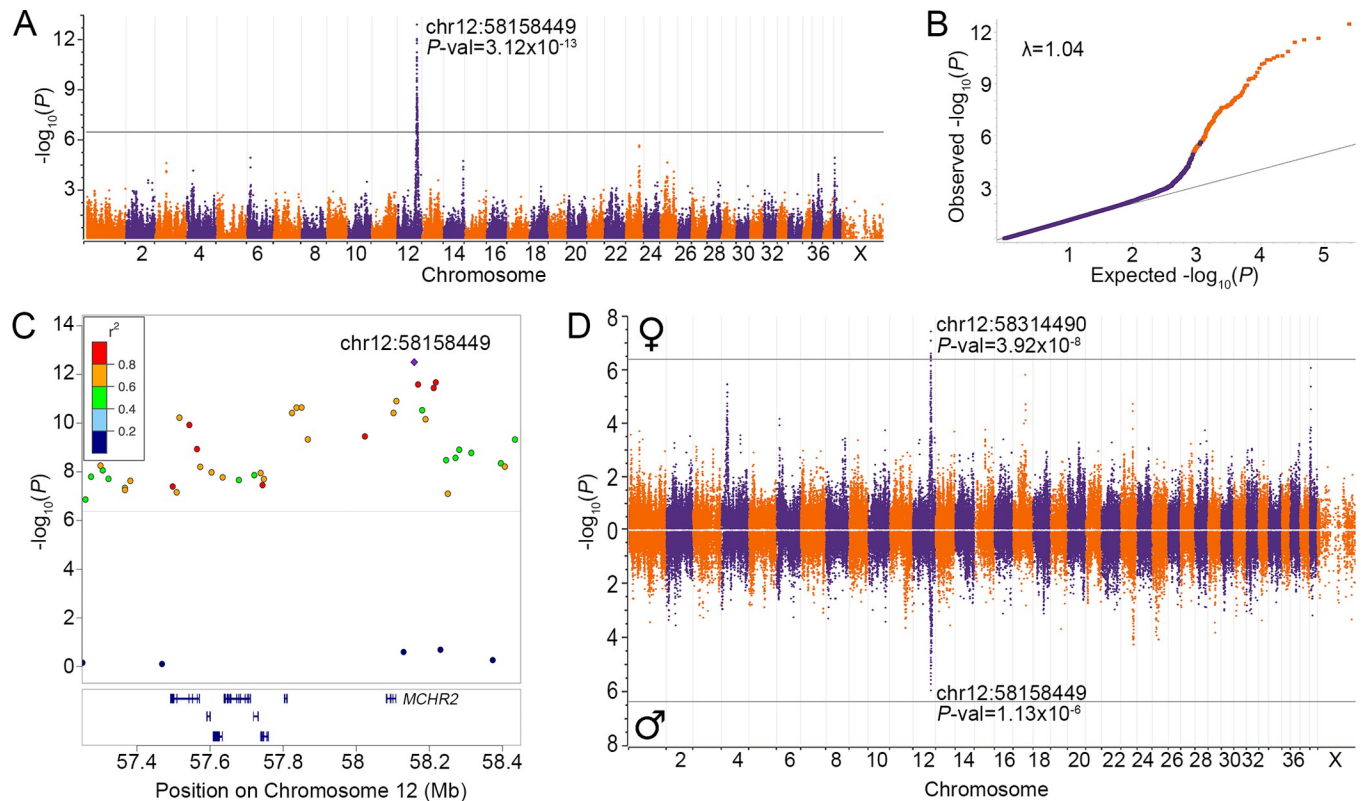 A
12
9
6
3
-log10(P)
chr12:58158449
P-val=3.12x10-13
2 4 6 8 10 12 14 16 18 20 22 24 26 28 30 32 36 X
Chromosome
B
12
9
6
3
Observed -log10(P)
λ=1.04
1 2 3 4 5
Expected -log10(P)
C
14
12
10
8
6
4
2
0
-log10(P)
r2
0.8
0.6
0.4
0.2
chr12:58158449
MCHR2
57.4 57.6 57.8 58 58.2 58.4
Position on Chromosome 12 (Mb)
D
♀
8
6
4
2
0
2
4
6
8
-log10(P)
chr12:58314490
P-val=3.92x10-8
chr12:58158449
P-val=1.13x10-6
♂
2 4 6 8 10 12 14 16 18 20 22 24 26 28 30 32 36 X
Chromosome